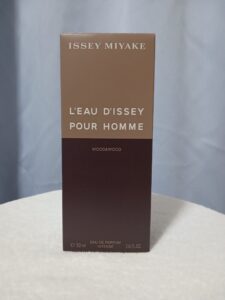 ISSEY MIYAKE
L'EAU D'ISSEY
POUR HOMME
WOOD&WOOD
EAU DE PARFUM
INTENSE